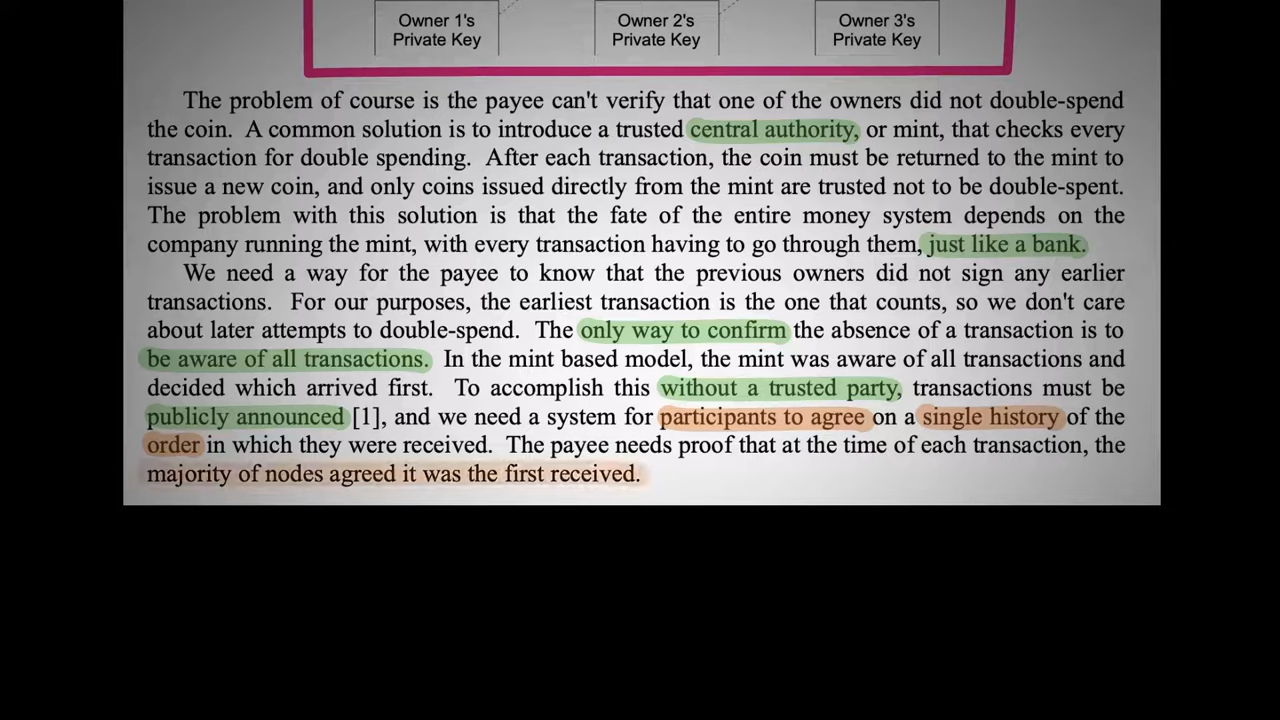 Owner 1's
Private Key
Owner 2's
Private Key
Owner 3's
Private Key
The problem of course is the payee can't verify that one of the owners did not double-spend
the coin. A common solution is to introduce a trusted central authority, or mint, that checks every
transaction for double spending. After each transaction, the coin must be returned to the mint to
issue a new coin, and only coins issued directly from the mint are trusted not to be double-spent.
The problem with this solution is that the fate of the entire money system depends on the
company running the mint, with every transaction having to go through them, just like a bank.
We need a way for the payee to know that the previous owners did not sign any earlier
transactions. For our purposes, the earliest transaction is the one that counts, so we don't care
about later attempts to double-spend. The only way to confirm the absence of a transaction is to
be aware of all transactions. In the mint based model, the mint was aware of all transactions and
decided which arrived first. To accomplish this without a trusted party, transactions must be
publicly announced [1], and we need a system for participants to agree on a single history of the
order in which they were received. The payee needs proof that at the time of each transaction, the
majority of nodes agreed it was the first received.